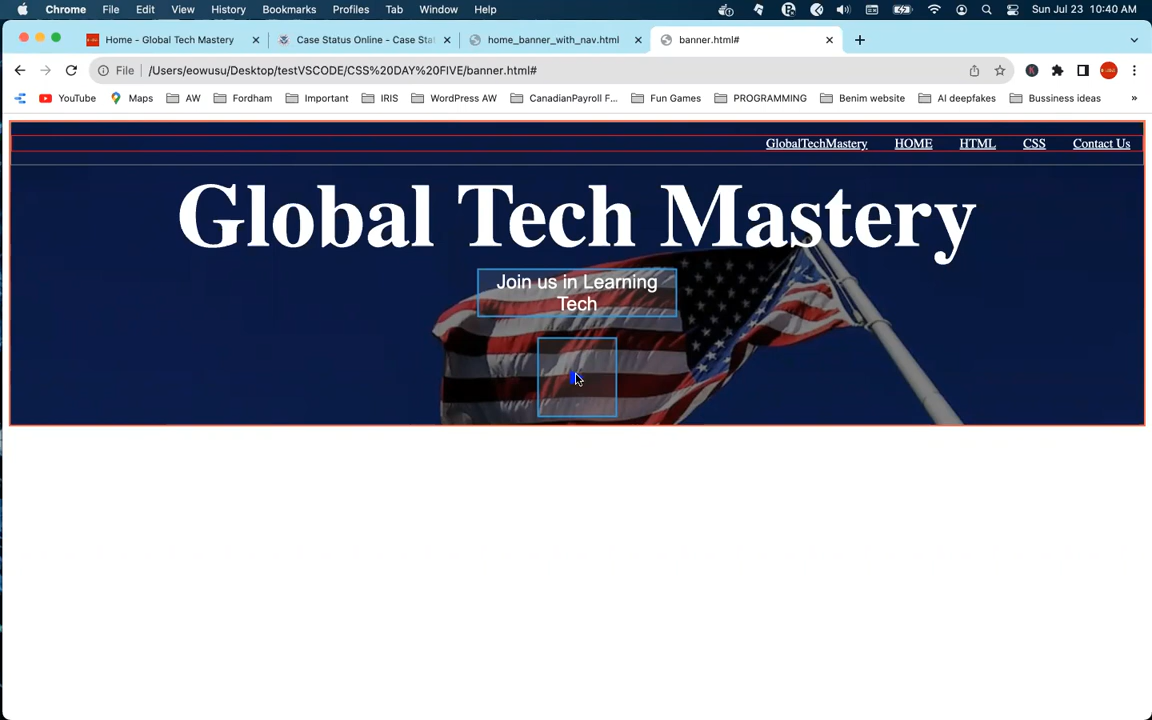 Chrome File Edit View History Bookmarks Profiles Tab Window Help Sun Jul 23 10:40 AM
Home - Global Tech Mastery Case Status Online - Case Sta home_banner_with_nav.html banner.html#
File /Users/eowusu/Desktop/testVSCODE/CSS%20DAY%20FIVE/banner.html#
YouTube Maps AW Fordham Important IRIS WordPress AW CanadianPayroll F... Fun Games PROGRAMMING Benim website AI deepfakes Bussiness ideas »
GlobalTechMastery HOME HTML CSS Contact Us
Global Tech Mastery
Join us in Learning
Tech